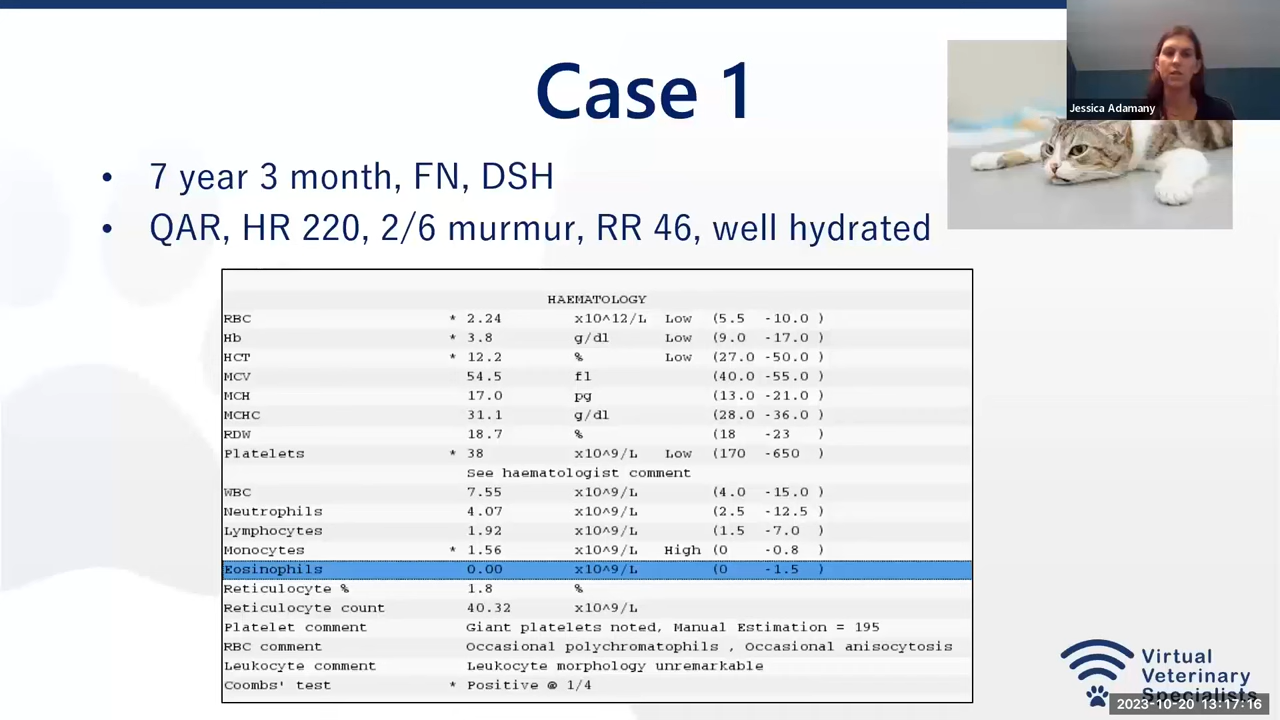 Case 1
Jessica Adamany
• 7 year 3 month, FN, DSH
• QAR, HR 220, 2/6 murmur, RR 46, well hydrated
HAEMATOLOGY
RBC * 2.24 x10^12/L Low (5.5 -10.0 )
Hb * 3.8 g/dl Low (9.0 -17.0 )
HCT * 12.2 % Low (27.0 -50.0 )
MCV 54.5 fl (40.0 -55.0 )
MCH 17.0 pg (13.0 -21.0 )
MCHC 31.1 g/dl (28.0 -36.0 )
RDW 18.7 % (18 -23 )
Platelets * 38 x10^9/L Low (170 -650 )
See haematologist comment
WBC 7.55 x10^9/L (4.0 -15.0 )
Neutrophils 4.07 x10^9/L (2.5 -12.5 )
Lymphocytes 1.92 x10^9/L (1.5 -7.0 )
Monocytes * 1.56 x10^9/L High (0 -0.8 )
Eosinophils 0.00 x10^9/L (0 -1.5 )
Reticulocyte % 1.8 %
Reticulocyte count 40.32 x10^9/L
Platelet comment Giant platelets noted, Manual Estimation = 195
RBC comment Occasional polychromatophils , Occasional anisocytosis
Leukocyte comment Leukocyte morphology unremarkable
Coombs' test * Positive @ 1/4
Virtual
Veterinary
Specialists
2023-10-20 13:17:16